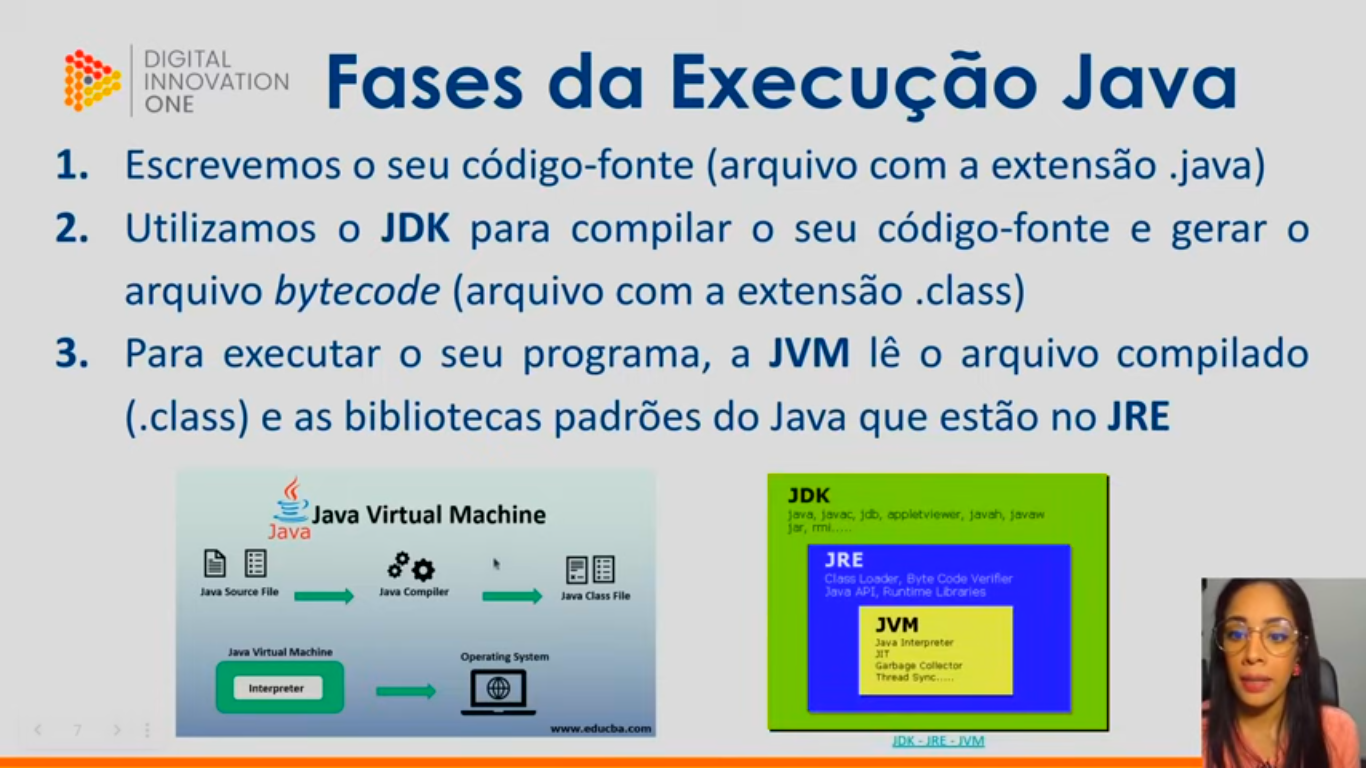 DIGITAL
INNOVATION
ONE
Fases da Execução Java
1. Escrevemos o seu código-fonte (arquivo com a extensão .java)
2. Utilizamos o JDK para compilar o seu código-fonte e gerar o
arquivo bytecode (arquivo com a extensão .class)
3. Para executar o seu programa, a JVM lê o arquivo compilado
(.class) e as bibliotecas padrões do Java que estão no JRE
Java
Java Virtual Machine
Java Source File
Java Compiler
Java Class File
Java Virtual Machine
Interpreter
Operating System
www.educba.com
JDK
java, javac, jdb, appletviewer, javah, javaw
jar, rmi.....
JRE
Class Loader, Byte Code Verifier
Java API, Runtime Libraries
JVM
Java Interpreter
JIT
Garbage Collector
Thread Sync.....
JDK - JRE - JVM
7